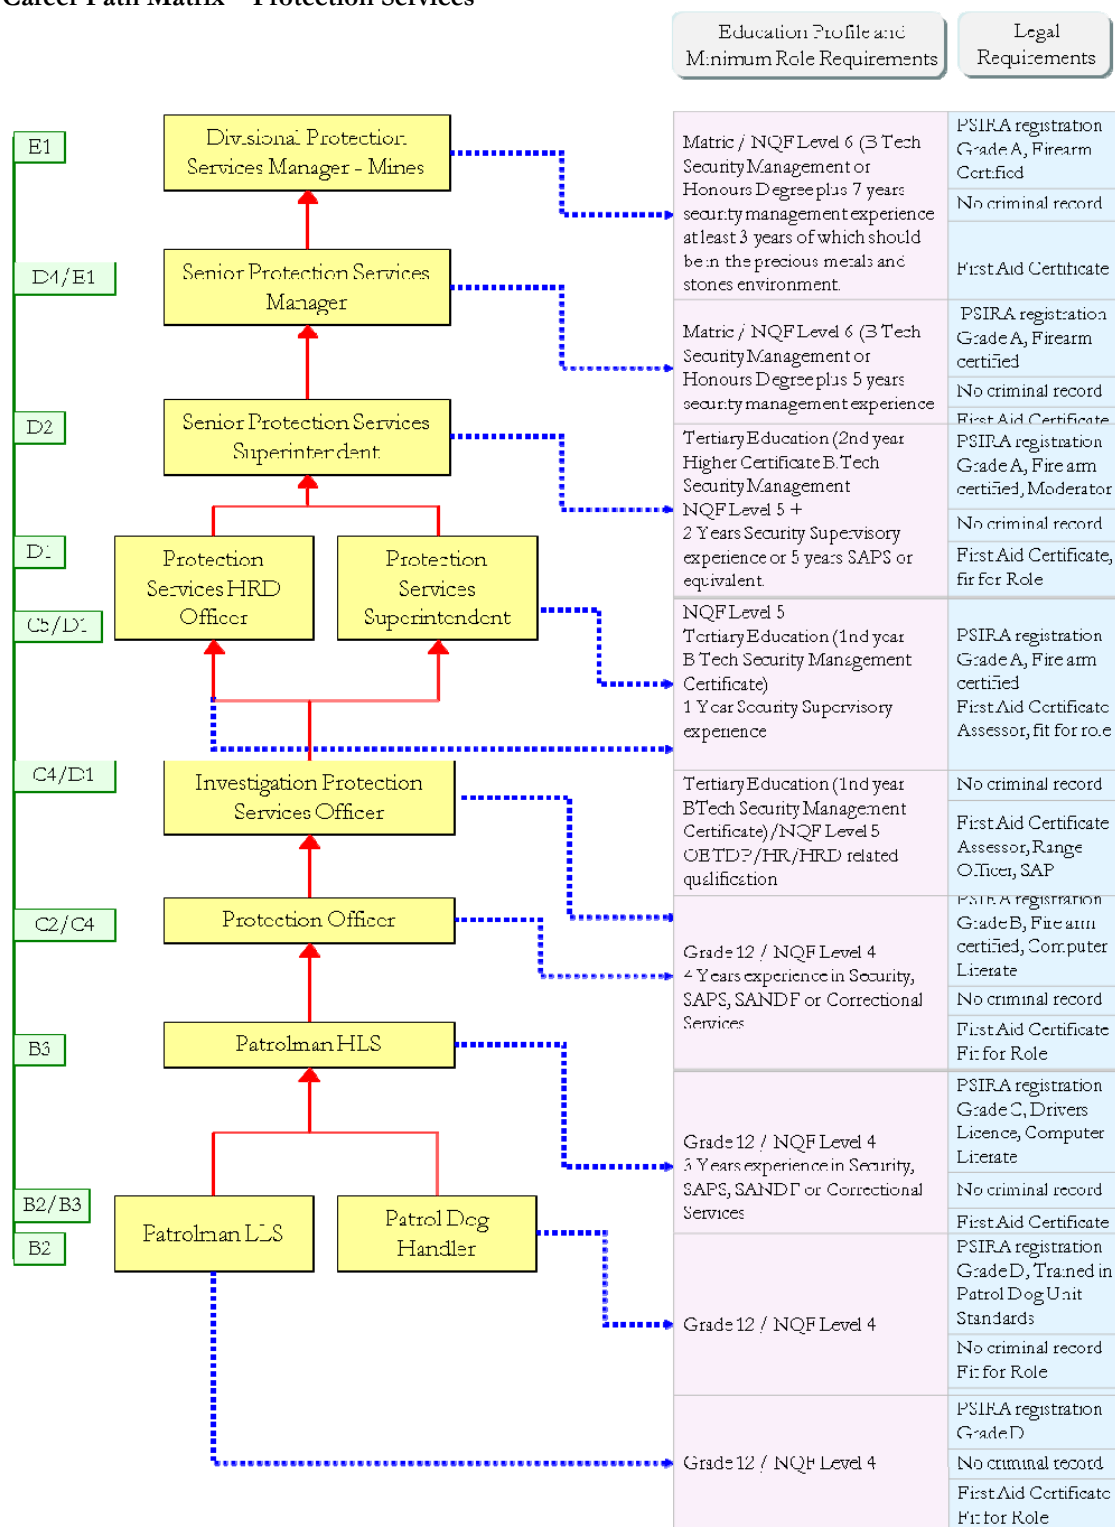 Career Path Matrix – Protection Services
Education Profile and
Minimum Role Requirements
Legal
Requirements
E1
Divisional Protection
Services Manager - Mines
Matric / NQF Level 6 (B Tech
Security Management or
Honours Degree plus 7 years
security management experience
at least 3 years of which should
be in the precious metals and
stones environment.
PSIRA registration
Grade A, Firearm
Certified
No criminal record
First Aid Certificate
D4/E1
Senior Protection Services
Manager
Matric / NQF Level 6 (B Tech
Security Management or
Honours Degree plus 5 years
security management experience
PSIRA registration
Grade A, Firearm
certified
No criminal record
First Aid Certificate
D2
Senior Protection Services
Superintendent
Tertiary Education (2nd year
Higher Certificate B.Tech
Security Management
NQF Level 5 +
2 Years Security Supervisory
experience or 5 years SAPS or
equivalent.
PSIRA registration
Grade A, Fire arm
certified, Moderator
No criminal record
First Aid Certificate,
fit for Role
D1
C5/D1
Protection
Services HRD
Officer
Protection
Services
Superintendent
NQF Level 5
Tertiary Education (1nd year
B Tech Security Management
Certificate)
1 Year Security Supervisory
experience
PSIRA registration
Grade A, Fire arm
certified
First Aid Certificate
Assessor, fit for role
C4/D1
Investigation Protection
Services Officer
Tertiary Education (1nd year
BTech Security Management
Certificate)/NQF Level 5
OETDP/HR/HRD related
qualification
No criminal record
First Aid Certificate
Assessor, Range
Officer, SAP
C2/C4
Protection Officer
Grade 12 / NQF Level 4
4 Years experience in Security,
SAPS, SANDF or Correctional
Services
PSIRA registration
Grade B, Fire arm
certified, Computer
Literate
No criminal record
First Aid Certificate
Fit for Role
B3
Patrolman HLS
Grade 12 / NQF Level 4
3 Years experience in Security,
SAPS, SANDF or Correctional
Services
PSIRA registration
Grade C, Drivers
Licence, Computer
Literate
No criminal record
First Aid Certificate
B2/B3
B2
Patrolman LLS
Patrol Dog
Handler
Grade 12 / NQF Level 4
PSIRA registration
Grade D, Trained in
Patrol Dog Unit
Standards
No criminal record
Fit for Role
Grade 12 / NQF Level 4
PSIRA registration
Grade D
No criminal record
First Aid Certificate
Fit for Role